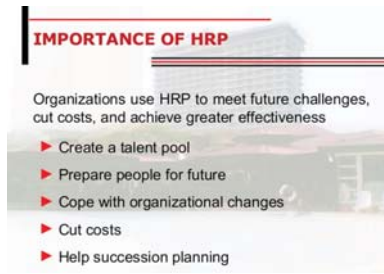 IMPORTANCE OF HRP
Organizations use HRP to meet future challenges,
cut costs, and achieve greater effectiveness
Create a talent pool
Prepare people for future
Cope with organizational changes
Cut costs
Help succession planning